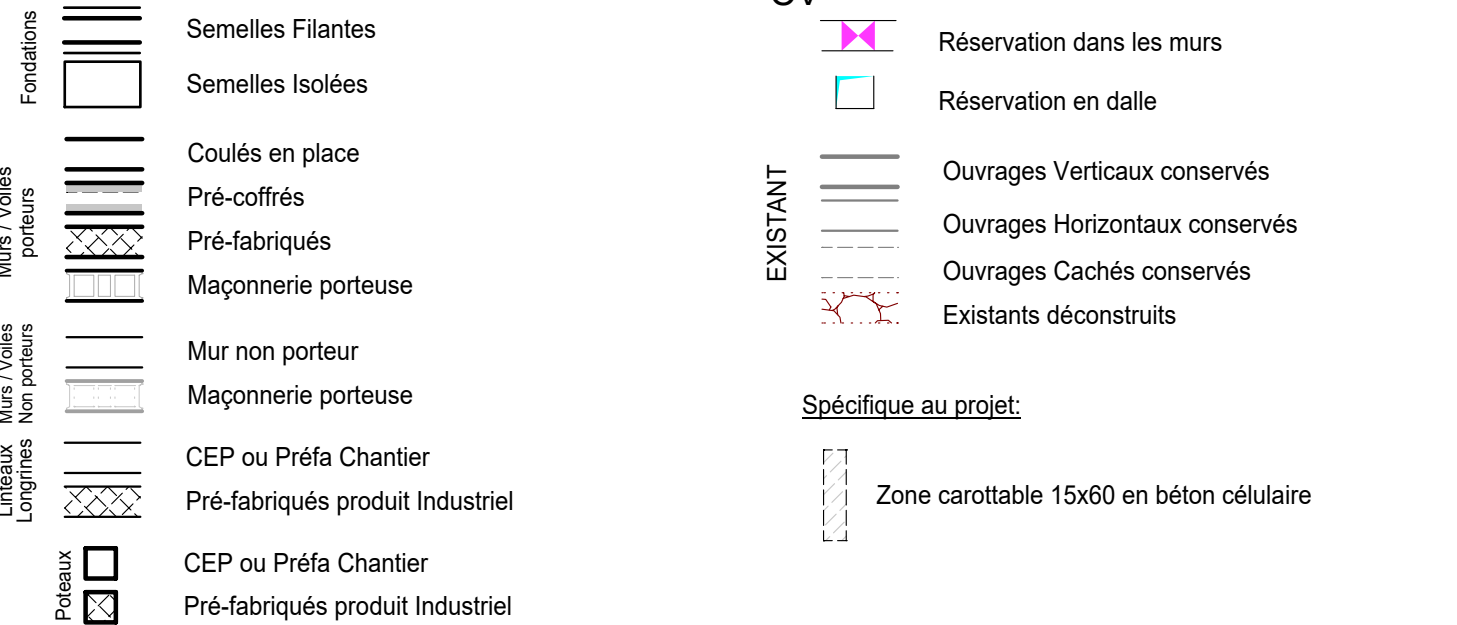 Fondations
Semelles Filantes
Semelles Isolées
Murs / Voiles
porteurs
Coulés en place
Pré-coffrés
Pré-fabriqués
Maçonnerie porteuse
Murs / Voiles
Non porteurs
Mur non porteur
Maçonnerie porteuse
Linteaux
Longrines
CEP ou Préfa Chantier
Pré-fabriqués produit Industriel
Poteaux
CEP ou Préfa Chantier
Pré-fabriqués produit Industriel
Réservation dans les murs
Réservation en dalle
EXISTANT
Ouvrages Verticaux conservés
Ouvrages Horizontaux conservés
Ouvrages Cachés conservés
Existants déconstruits
Spécifique au projet:
Zone carottable 15x60 en béton célulaire